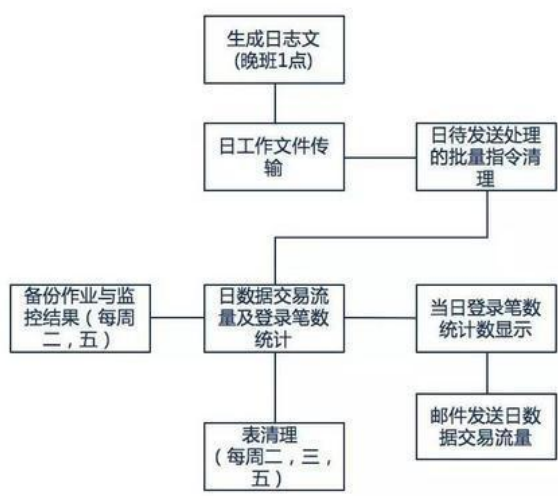 生成日志文
(晚班1点)
日工作文件传
输
日待发送处理
的批量指令清
理
备份作业与监
控结果（每周
二，五）
日数据交易流
量及登录笔数
统计
当日登录笔数
统计数显示
表清理
（每周二，三，
五）
邮件发送日数
据交易流量